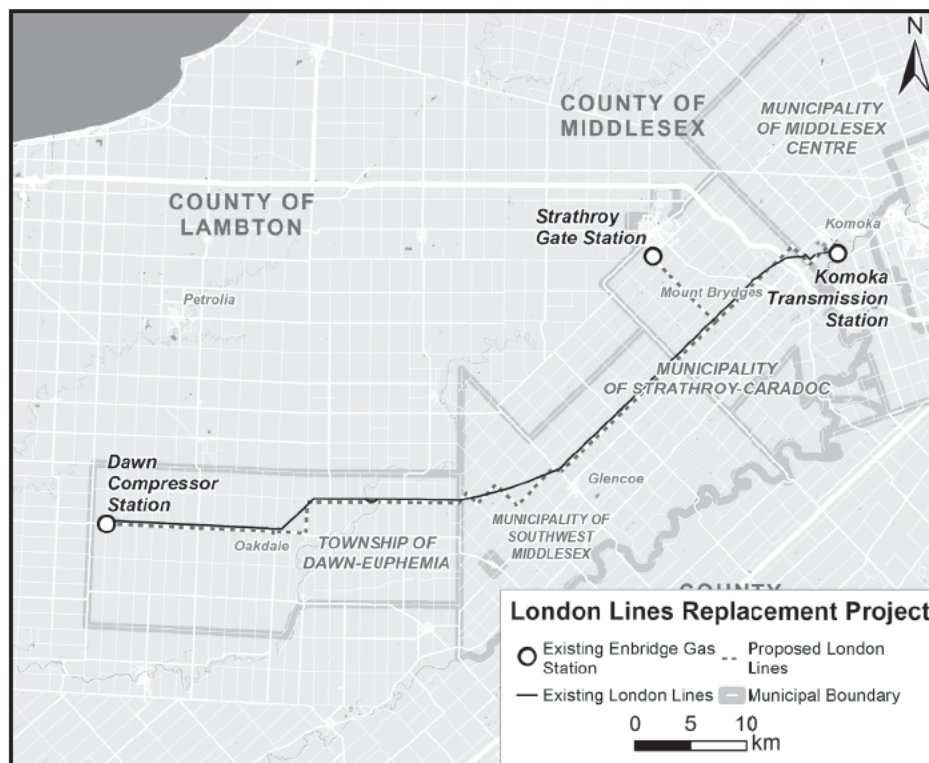 N
COUNTY OF
MIDDLESEX
MUNICIPALITY
OF MIDDLESEX
CENTRE
COUNTY OF
LAMBTON
Strathroy
Gate Station
Komoka
Komoka
Transmission
Station
Petrolia
Mount Brydges
MUNICIPALITY
OF STRATHROY-CARADOC
Dawn
Compressor
Station
Glencoe
Oakdale
TOWNSHIP OF
DAWN-EUPHEMIA
MUNICIPALITY OF
SOUTHWEST
MIDDLESEX
COUNTY
London Lines Replacement Project
Existing Enbridge Gas
Station
Proposed London
Lines
Existing London Lines
Municipal Boundary
0 5 10
km